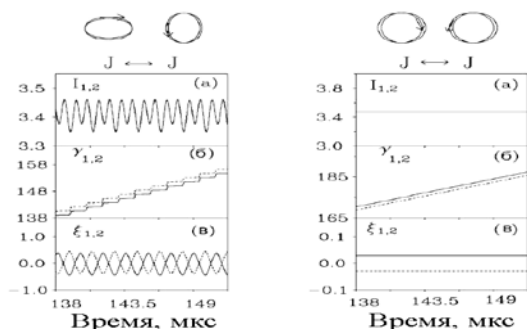 J ↔ J
I1,2 (а)
3.5
3.4
3.3
γ1,2 (б)
158
148
138
ξ1,2 (в)
1.0
0.0
-1.0
138 143.5 149
Время, мкс
J ↔ J
I1,2 (а)
3.8
3.4
3.0
γ1,2 (б)
185
165
ξ1,2 (в)
0.1
0.0
-0.1
138 143.5 149
Время, мкс